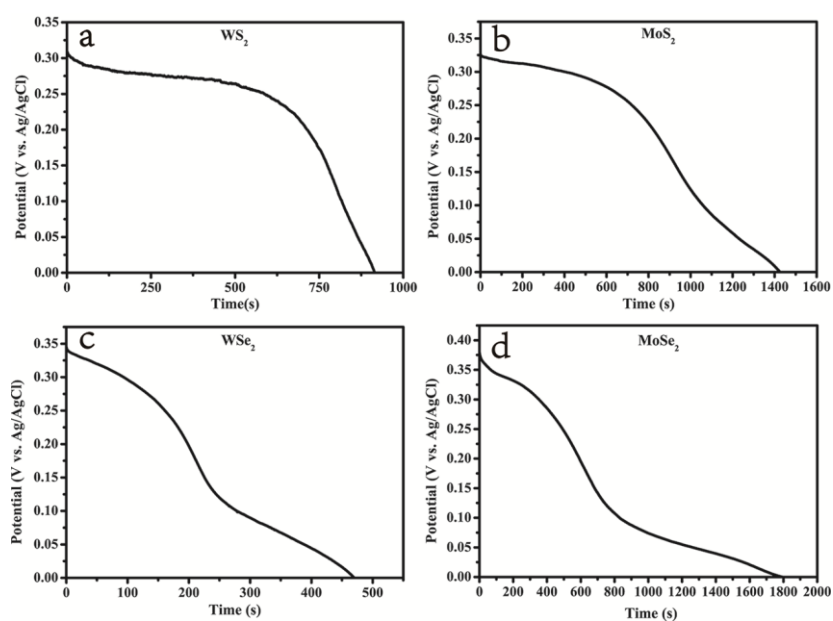 a
WS2
Potential (V vs. Ag/AgCl)
0.35
0.30
0.25
0.20
0.15
0.10
0.05
0.00
0 250 500 750 1000
Time(s)
b
MoS2
Potential (V vs. Ag/AgCl)
0.35
0.30
0.25
0.20
0.15
0.10
0.05
0.00
0 200 400 600 800 1000 1200 1400 1600
Time (s)
c
WSe2
Potential (V vs. Ag/AgCl)
0.35
0.30
0.25
0.20
0.15
0.10
0.05
0.00
0 100 200 300 400 500
Time (s)
d
MoSe2
Potential (V vs. Ag/AgCl)
0.40
0.35
0.30
0.25
0.20
0.15
0.10
0.05
0.00
0 200 400 600 800 1000 1200 1400 1600 1800 2000
Time (s)